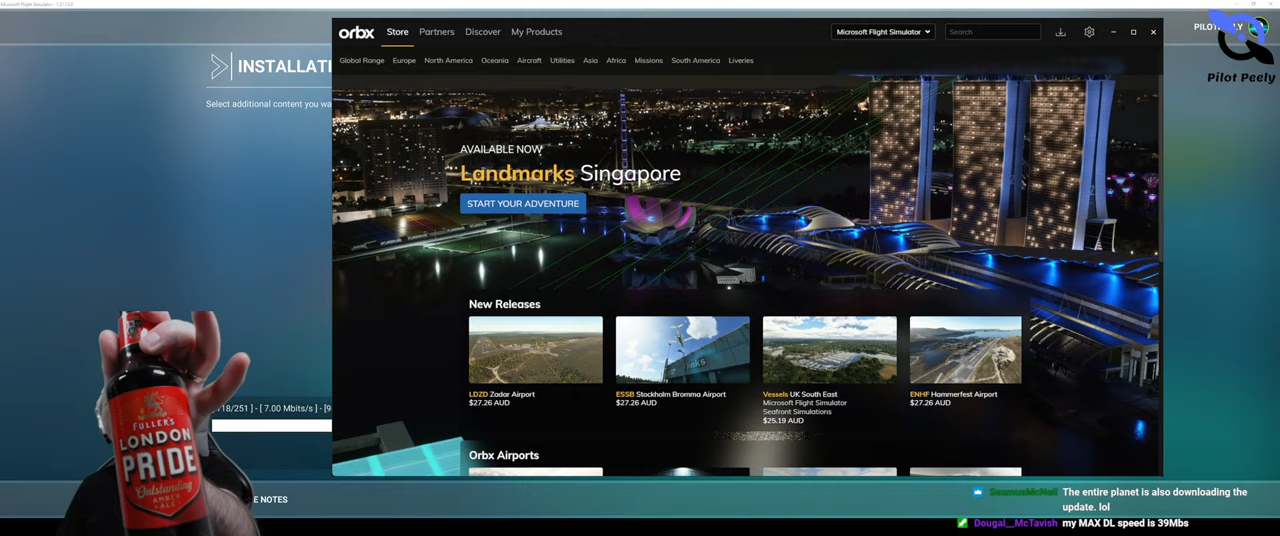 Microsoft Flight Simulator - 1.21.13.0
orbx Store Partners Discover My Products Microsoft Flight Simulator Search
PILOT
Pilot Peely
Global Range Europe North America Oceania Aircraft Utilities Asia Africa Missions South America Liveries
INSTALLATI
Select additional content you wa
AVAILABLE NOW
Landmarks Singapore
START YOUR ADVENTURE
New Releases
LDZD Zadar Airport
$27.26 AUD
ESSB Stockholm Bromma Airport
$27.26 AUD
Vessels UK South East
Microsoft Flight Simulator
Seafront Simulations
$25.19 AUD
ENHF Hammerfest Airport
$27.26 AUD
Orbx Airports
18/251 ] - [ 7.00 Mbits/s ] - [9
FULLER'S
LONDON
PRIDE
Outstanding
AMBER
ALE
E NOTES
SeamusMcNeil The entire planet is also downloading the
update. lol
Dougal__McTavish my MAX DL speed is 39Mbs